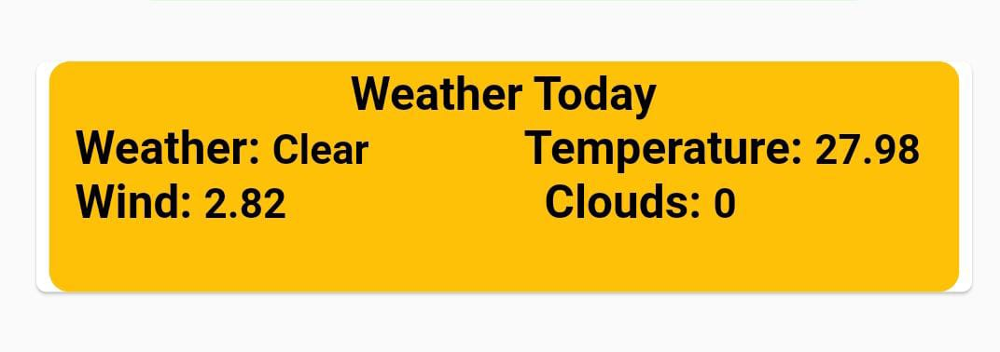 Weather Today
Weather: Clear Temperature: 27.98
Wind: 2.82 Clouds: 0